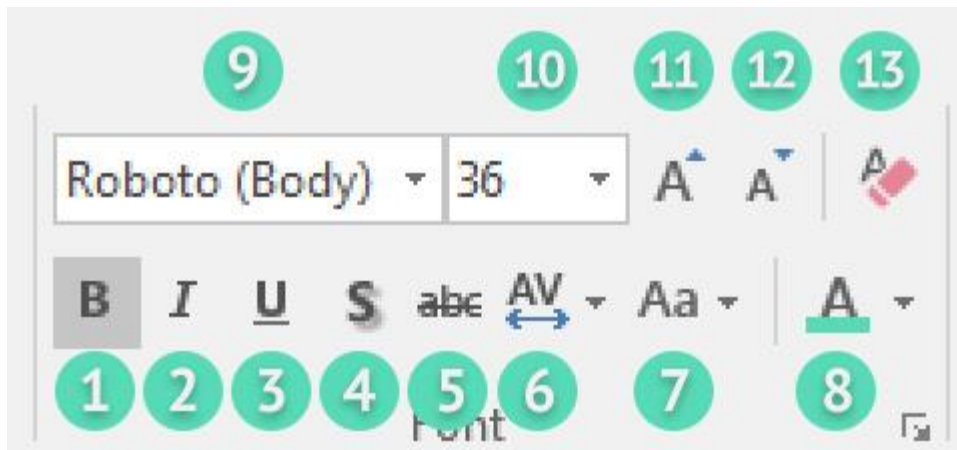 9 10 11 12 13
Roboto (Body) 36 A A A
B I U S abc AV Aa A
1 2 3 4 5 6 7 8
Font